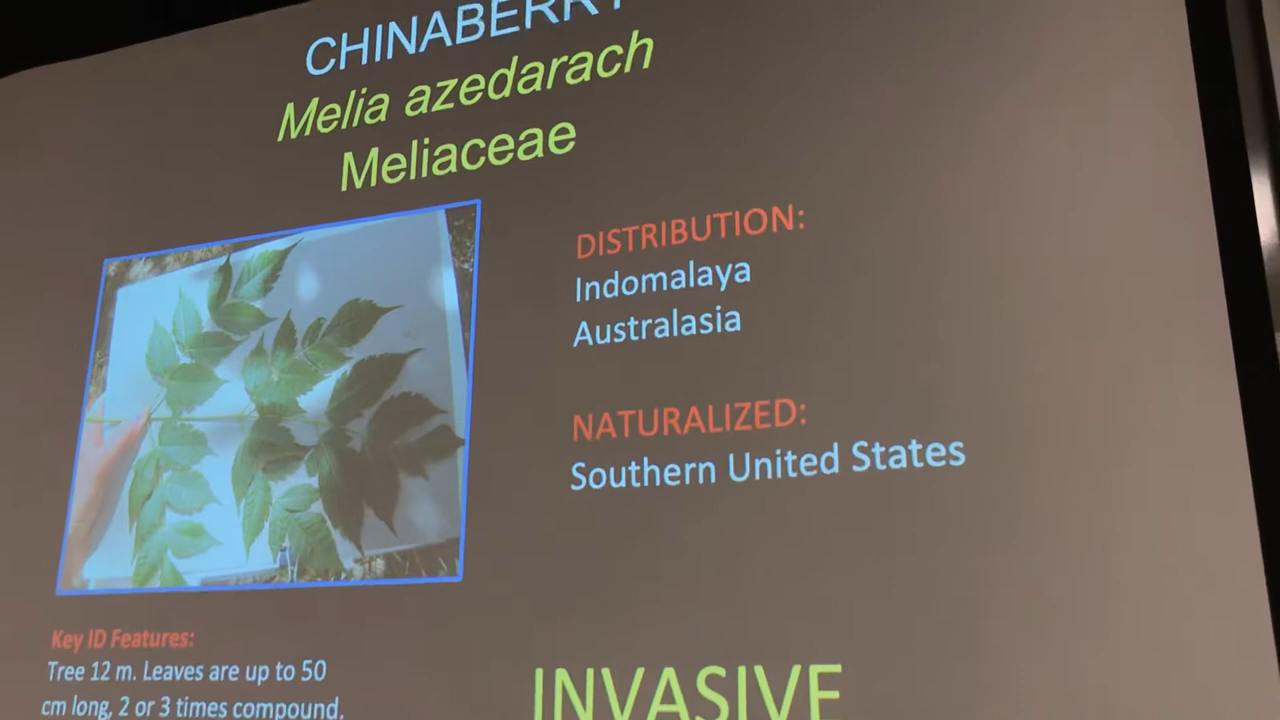 CHINABERRY
Melia azedarach
Meliaceae
DISTRIBUTION:
Indomalaya
Australasia
NATURALIZED:
Southern United States
Key ID Features:
Tree 12 m. Leaves are up to 50
cm long, 2 or 3 times compound.
INVASIVE